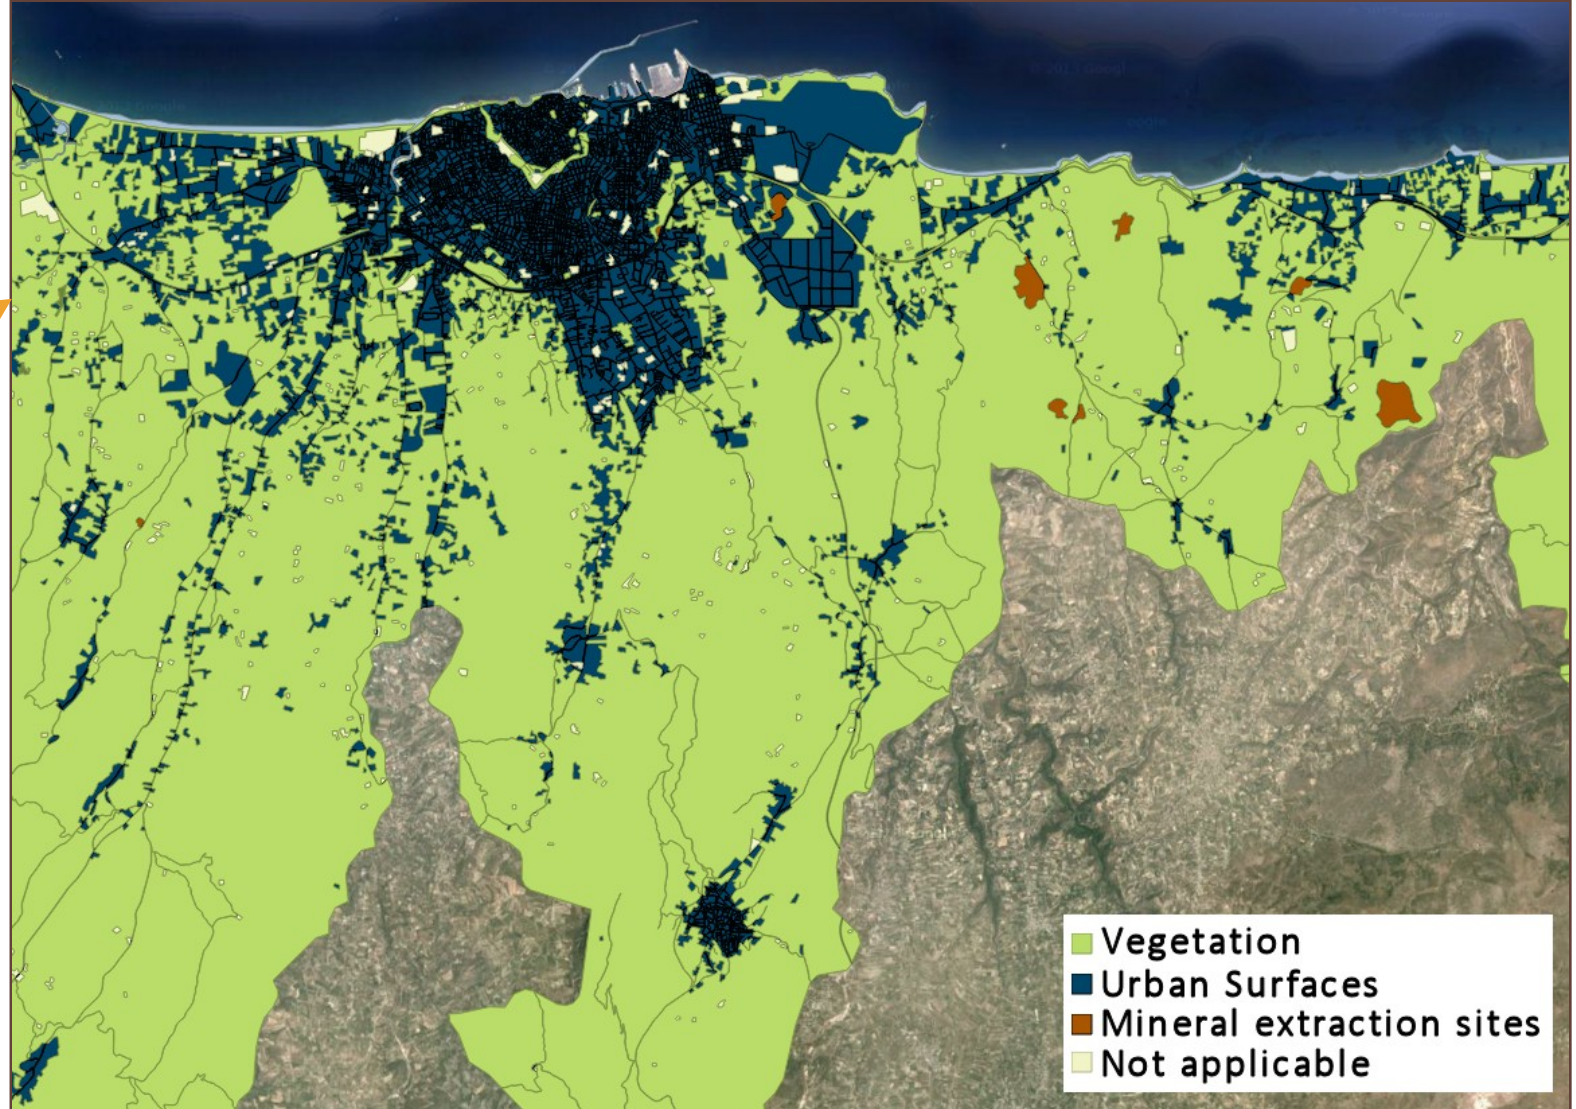 Vegetation
Urban Surfaces
Mineral extraction sites
Not applicable